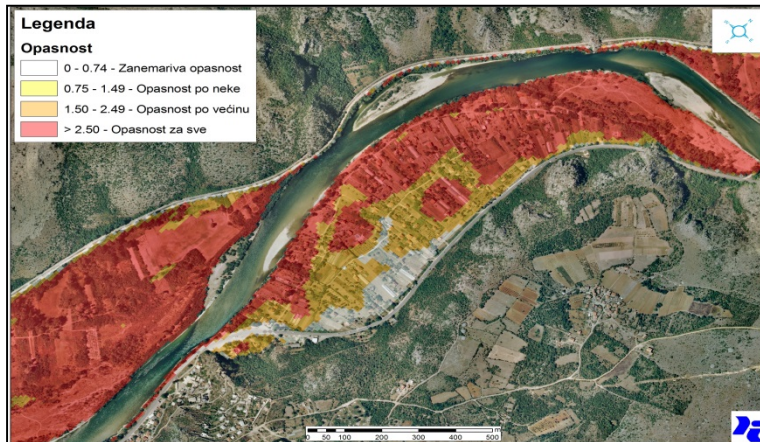 Legenda
Opasnost
0 - 0.74 - Zanemariva opasnost
0.75 - 1.49 - Opasnost po neke
1.50 - 2.49 - Opasnost po većinu
> 2.50 - Opasnost za sve
0 50 100 200 300 400 500
m